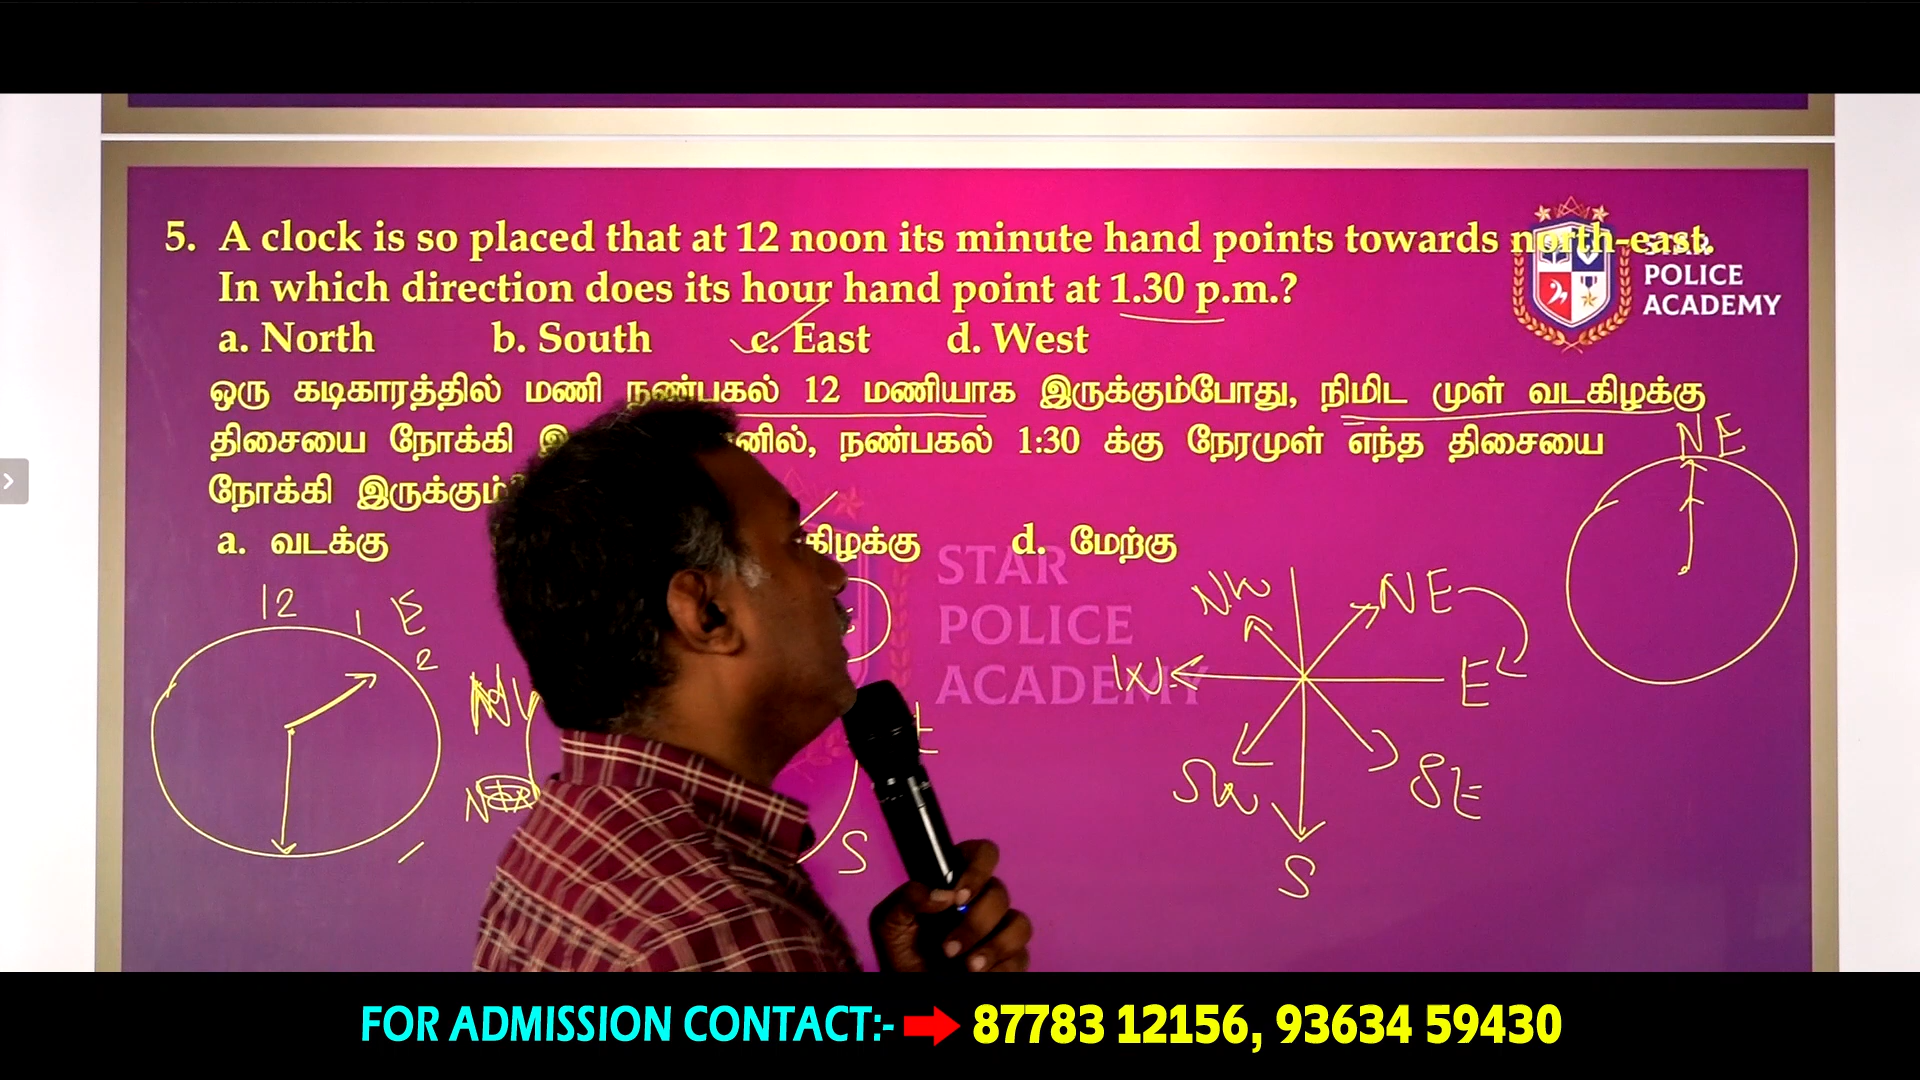 5. A clock is so placed that at 12 noon its minute hand points towards north-east.
In which direction does its hour hand point at 1.30 p.m.?
a. North b. South c. East d. West
STAR
POLICE
ACADEMY
ஒரு கடிகாரத்தில் மணி நண்பகல் 12 மணியாக இருக்கும்போது, நிமிட முள் வடகிழக்கு
திசையை நோக்கி நண்பகல் 1:30 க்கு நேரமுள் எந்த திசையை
நோக்கி
a. வடக்கு கிழக்கு d. மேற்கு
STAR
POLICE
ACADEMY
12 1 E
2
S
NE
NW NE
W E
SW SE
S
FOR ADMISSION CONTACT:- 87783 12156, 93634 59430